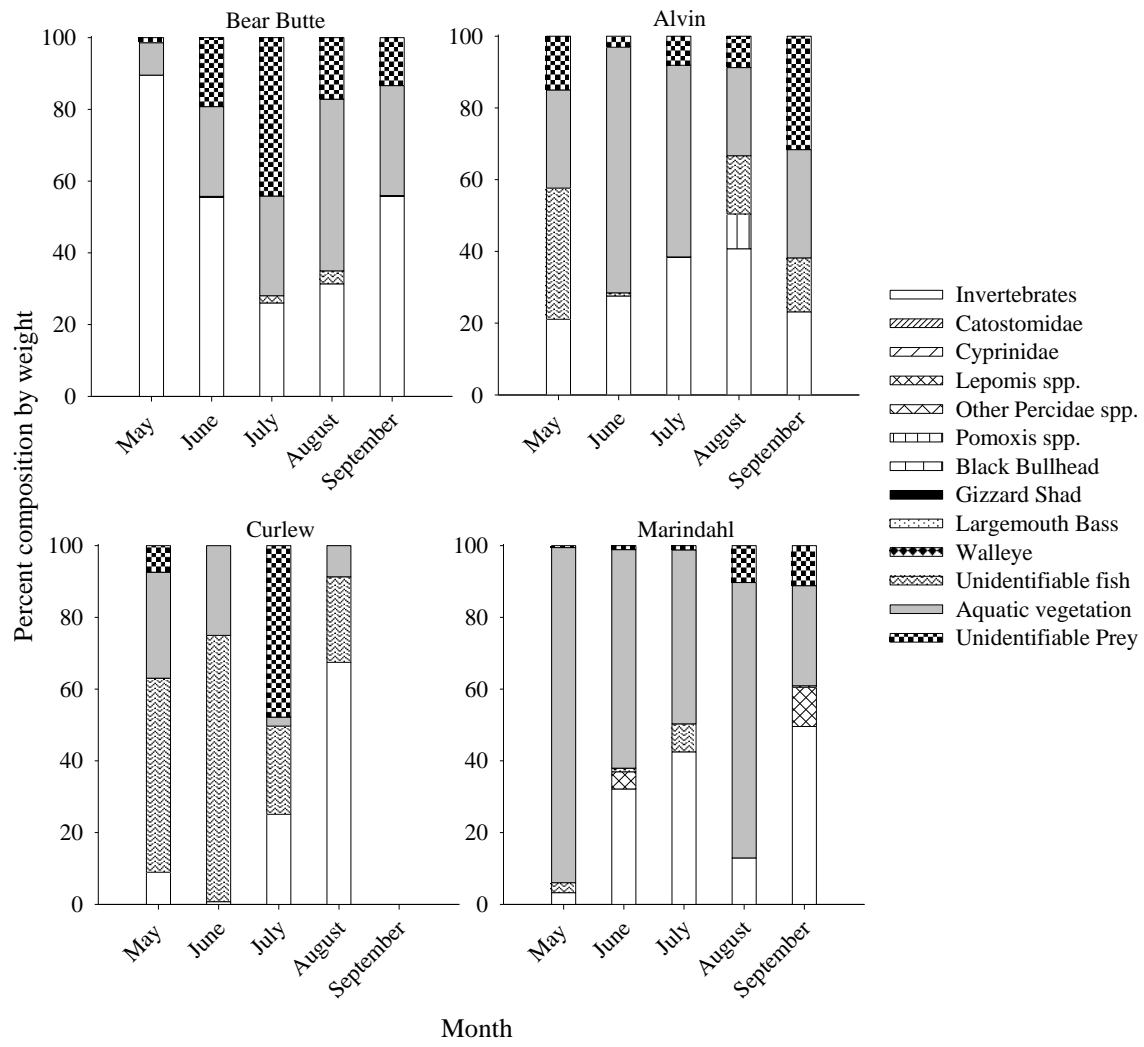 Bear Butte
Alvin
100
80
60
40
20
0
May
June
July
August
September
100
80
60
40
20
0
May
June
July
August
September
Percent composition by weight
Invertebrates
Catostomidae
Cyprinidae
Lepomis spp.
Other Percidae spp.
Pomoxis spp.
Black Bullhead
Gizzard Shad
Largemouth Bass
Walleye
Unidentifiable fish
Aquatic vegetation
Unidentifiable Prey
Curlew
Marindahl
100
80
60
40
20
0
May
June
July
August
September
100
80
60
40
20
0
May
June
July
August
September
Month